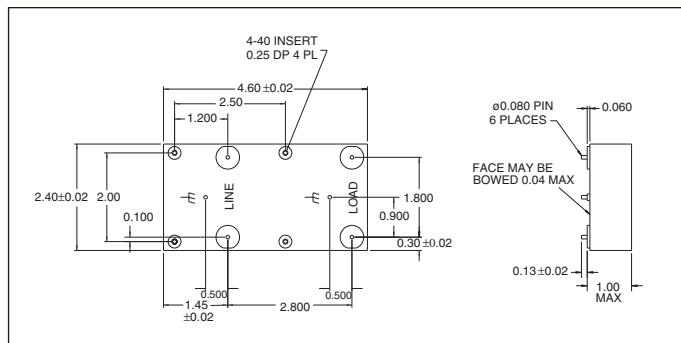 4-40 INSERT
0.25 DP 4 PL
4.60 ±0.02
2.50
1.200
2.40±0.02
2.00
0.100
LINE
LOAD
1.800
0.900
0.30 ±0.02
0.500
0.500
1.45
±0.02
2.800
ø0.080 PIN
6 PLACES
0.060
FACE MAY BE
BOWED 0.04 MAX
0.13±0.02
1.00
MAX